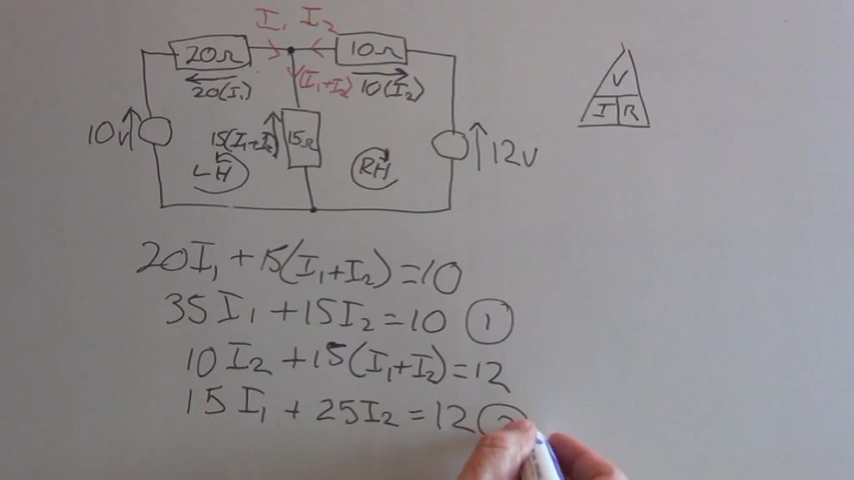 I₁ I₂
20Ω 10Ω
20(I₁) (I₁+I₂) 10(I₂)
V
I R
10V 15(I₁+I₂) 15Ω 12V
LH RH
20I₁ + 15(I₁+I₂) = 10
35I₁ + 15I₂ = 10 ①
10I₂ + 15(I₁+I₂) = 12
15I₁ + 25I₂ = 12